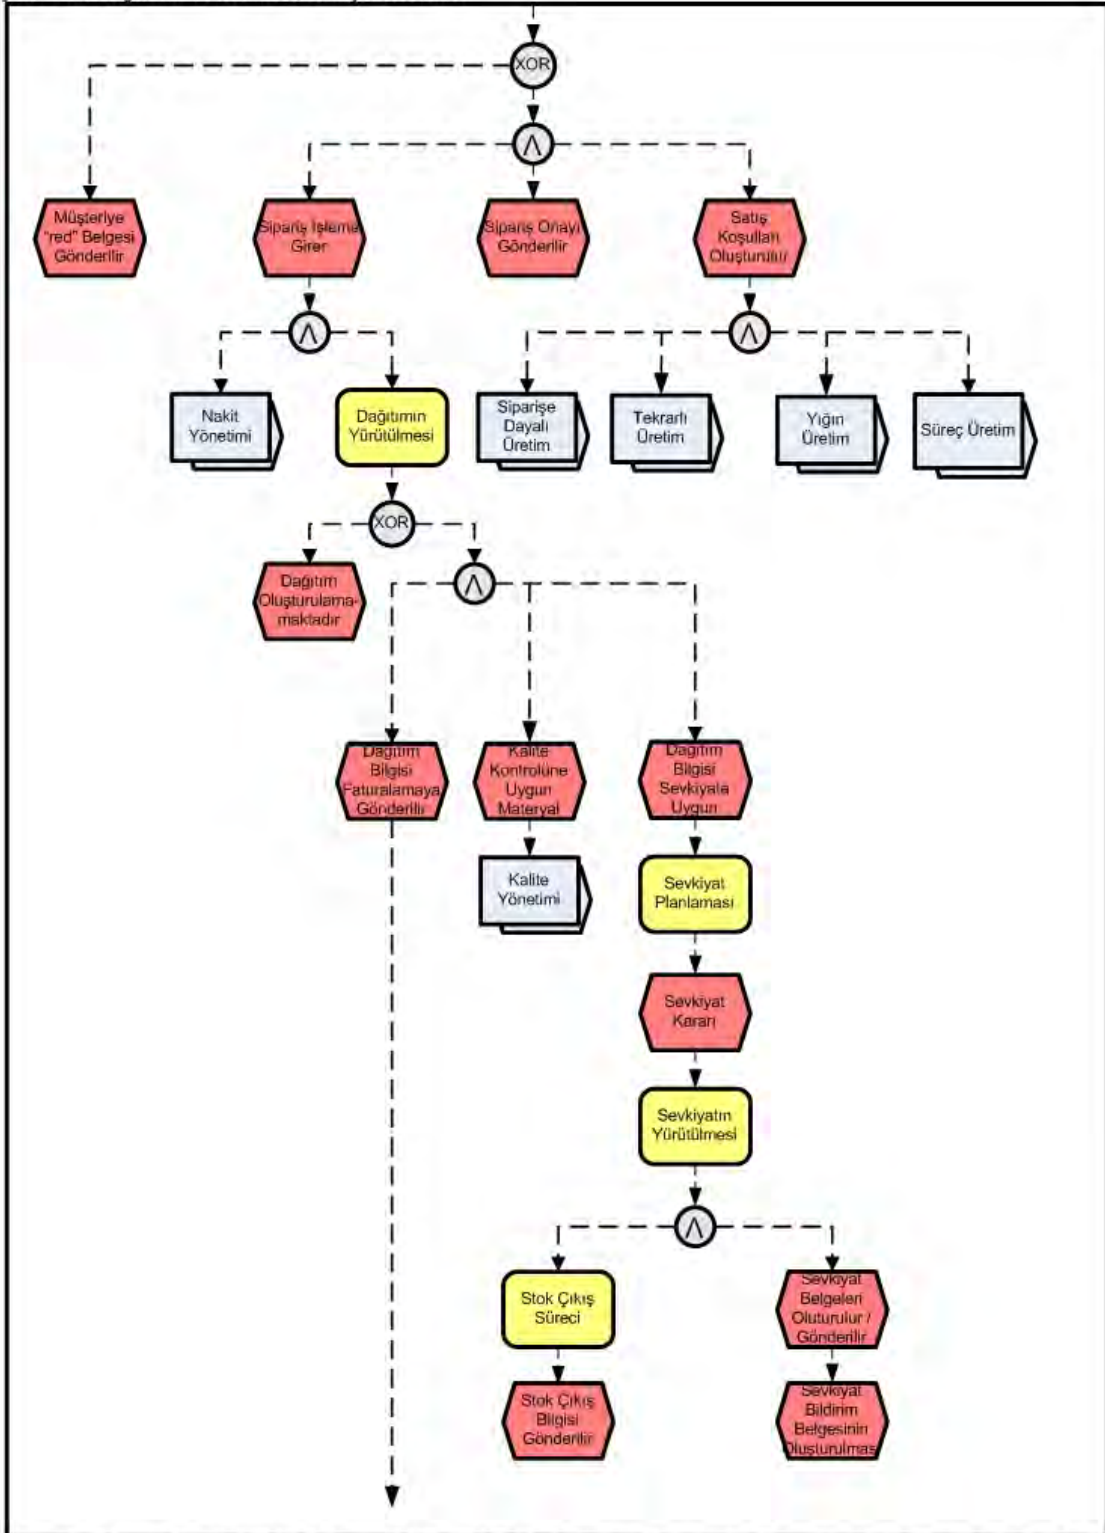 XOR
Λ
Müşteriye
"red" Belgesi
Gönderilir
Sipariş İşleme
Girer
Sipariş Onayı
Gönderilir
Satış
Koşulları
Oluşturulur
Λ
Λ
Nakit
Yönetimi
Dağıtımın
Yürütülmesi
Siparişe
Dayalı
Üretim
Tekrarlı
Üretim
Yığın
Üretim
Süreç Üretim
XOR
Dağıtım
Oluşturulama-
maktadır
Λ
Dağıtım
Bilgisi
Faturalamaya
Gönderilir
Kalite
Kontrolüne
Uygun
Materyal
Dağıtım
Bilgisi
Sevkiyata
Uygun
Kalite
Yönetimi
Sevkiyat
Planlaması
Sevkiyat
Kararı
Sevkiyatın
Yürütülmesi
Λ
Stok Çıkış
Süreci
Sevkiyat
Belgeleri
Oluturulur /
Gönderilir
Stok Çıkış
Bilgisi
Gönderilir
Sevkiyat
Bildirim
Belgesinin
Oluşturulmas